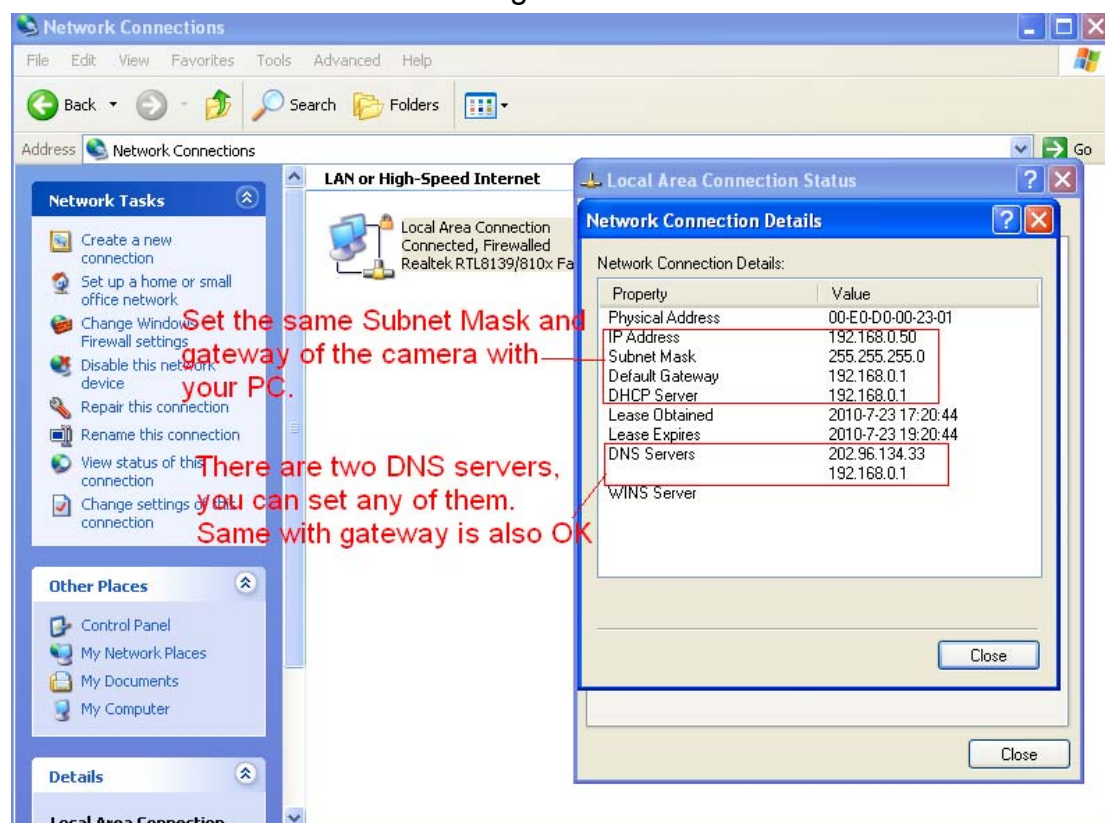 Network Connections
File Edit View Favorites Tools Advanced Help
Back Search Folders
Address Network Connections Go
Network Tasks
Create a new
connection
Set up a home or small
office network
Change Windows
Firewall settings
Disable this network
device
Repair this connection
Rename this connection
View status of this
connection
Change settings of this
connection
Other Places
Control Panel
My Network Places
My Documents
My Computer
Details
Local Area Connection
LAN or High-Speed Internet
Local Area Connection
Connected, Firewalled
Realtek RTL8139/810x Fa
Set the same Subnet Mask and
gateway of the camera with
your PC.
There are two DNS servers,
you can set any of them.
Same with gateway is also OK
Local Area Connection Status
Network Connection Details
Network Connection Details:
Property Value
Physical Address 00-E0-D0-00-23-01
IP Address 192.168.0.50
Subnet Mask 255.255.255.0
Default Gateway 192.168.0.1
DHCP Server 192.168.0.1
Lease Obtained 2010-7-23 17:20:44
Lease Expires 2010-7-23 19:20:44
DNS Servers 202.96.134.33
192.168.0.1
WINS Server
Close
Close